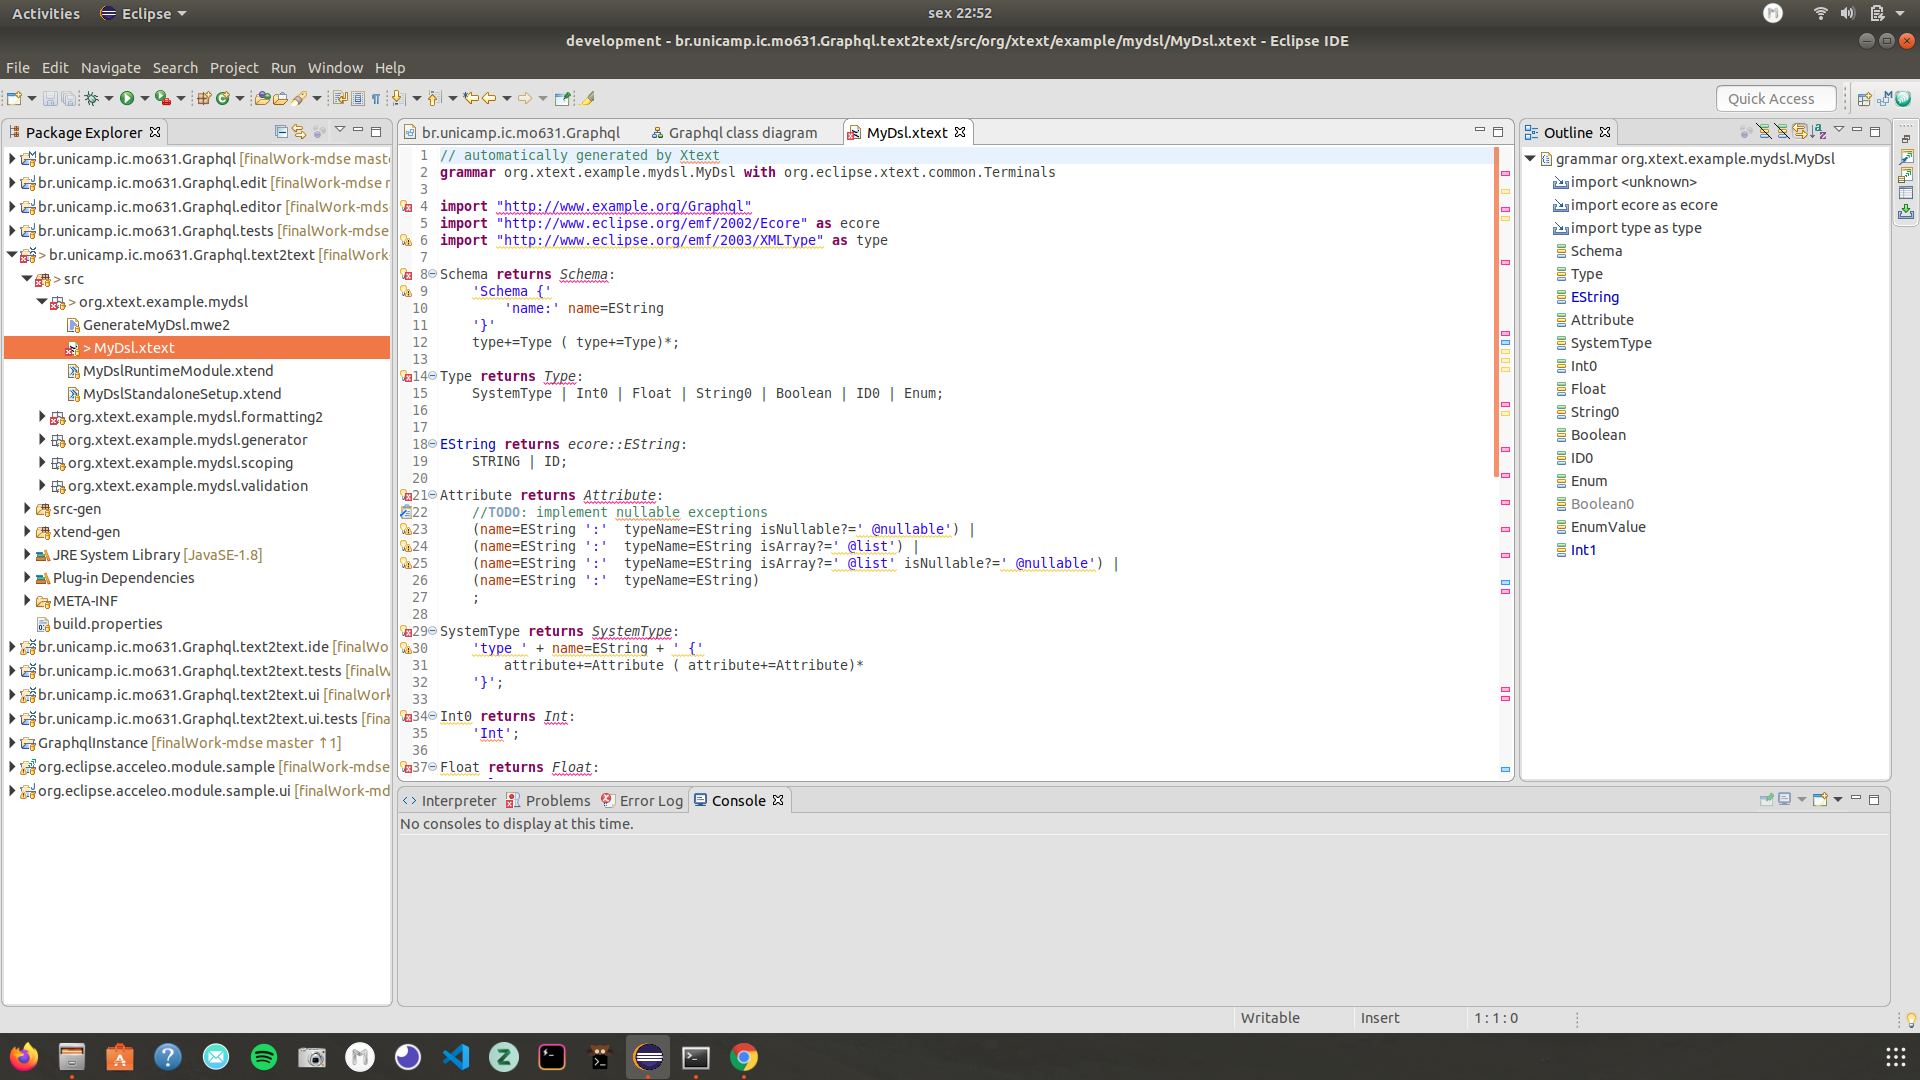 Activities
Eclipse
sex 22:52
development - br.unicamp.ic.mo631.Graphql.text2text/src/org/xtext/example/mydsl/MyDsl.xtext - Eclipse IDE
File Edit Navigate Search Project Run Window Help
Quick Access
Package Explorer
br.unicamp.ic.mo631.Graphql [finalWork-mdse mast
br.unicamp.ic.mo631.Graphql.edit [finalWork-mdse
br.unicamp.ic.mo631.Graphql.editor [finalWork-mds
br.unicamp.ic.mo631.Graphql.tests [finalWork-mdse
> br.unicamp.ic.mo631.Graphql.text2text [finalWork-
> src
> org.xtext.example.mydsl
GenerateMyDsl.mwe2
> MyDsl.xtext
MyDslRuntimeModule.xtend
MyDslStandaloneSetup.xtend
org.xtext.example.mydsl.formatting2
org.xtext.example.mydsl.generator
org.xtext.example.mydsl.scoping
org.xtext.example.mydsl.validation
src-gen
xtend-gen
JRE System Library [JavaSE-1.8]
Plug-in Dependencies
META-INF
build.properties
br.unicamp.ic.mo631.Graphql.text2text.ide [finalWo
br.unicamp.ic.mo631.Graphql.text2text.tests [finalW
br.unicamp.ic.mo631.Graphql.text2text.ui [finalWork
br.unicamp.ic.mo631.Graphql.text2text.ui.tests [fina
GraphqlInstance [finalWork-mdse master ↑1]
org.eclipse.acceleo.module.sample [finalWork-mdse
org.eclipse.acceleo.module.sample.ui [finalWork-md
br.unicamp.ic.mo631.Graphql
Graphql class diagram
MyDsl.xtext
1 // automatically generated by Xtext
2 grammar org.xtext.example.mydsl.MyDsl with org.eclipse.xtext.common.Terminals
3
4 import "http://www.example.org/Graphql"
5 import "http://www.eclipse.org/emf/2002/Ecore" as ecore
6 import "http://www.eclipse.org/emf/2003/XMLType" as type
7
8 Schema returns Schema:
9 'Schema {'
10 'name:' name=EString
11 '}'
12 type+=Type ( type+=Type)*;
13
14 Type returns Type:
15 SystemType | Int0 | Float | String0 | Boolean | ID0 | Enum;
16
17
18 EString returns ecore::EString:
19 STRING | ID;
20
21 Attribute returns Attribute:
22 //TODO: implement nullable exceptions
23 (name=EString ':'  typeName=EString isNullable?=' @nullable') |
24 (name=EString ':'  typeName=EString isArray?=' @list') |
25 (name=EString ':'  typeName=EString isArray?=' @list' isNullable?=' @nullable') |
26 (name=EString ':'  typeName=EString)
27 ;
28
29 SystemType returns SystemType:
30 'type ' + name=EString + ' {'
31 attribute+=Attribute ( attribute+=Attribute)*
32 '}';
33
34 Int0 returns Int:
35 'Int';
36
37 Float returns Float:
Outline
grammar org.xtext.example.mydsl.MyDsl
import <unknown>
import ecore as ecore
import type as type
Schema
Type
EString
Attribute
SystemType
Int0
Float
String0
Boolean
ID0
Enum
Boolean0
EnumValue
Int1
Interpreter
Problems
Error Log
Console
No consoles to display at this time.
Writable
Insert
1 : 1 : 0